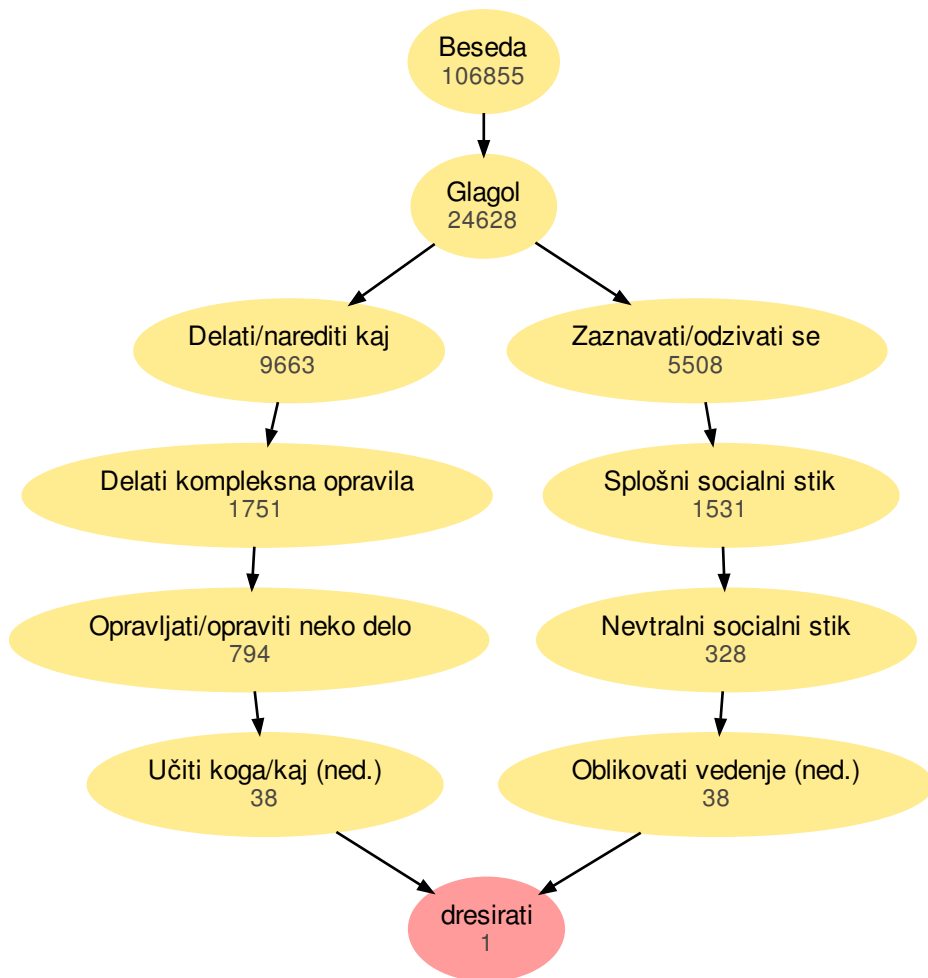 Beseda
106855
Glagol
24628
Delati/narediti kaj
9663
Zaznavati/odzivati se
5508
Delati kompleksna opravila
1751
Splošni socialni stik
1531
Opravljati/opraviti neko delo
794
Nevtralni socialni stik
328
Učiti koga/kaj (ned.)
38
Oblikovati vedenje (ned.)
38
dresirati
1